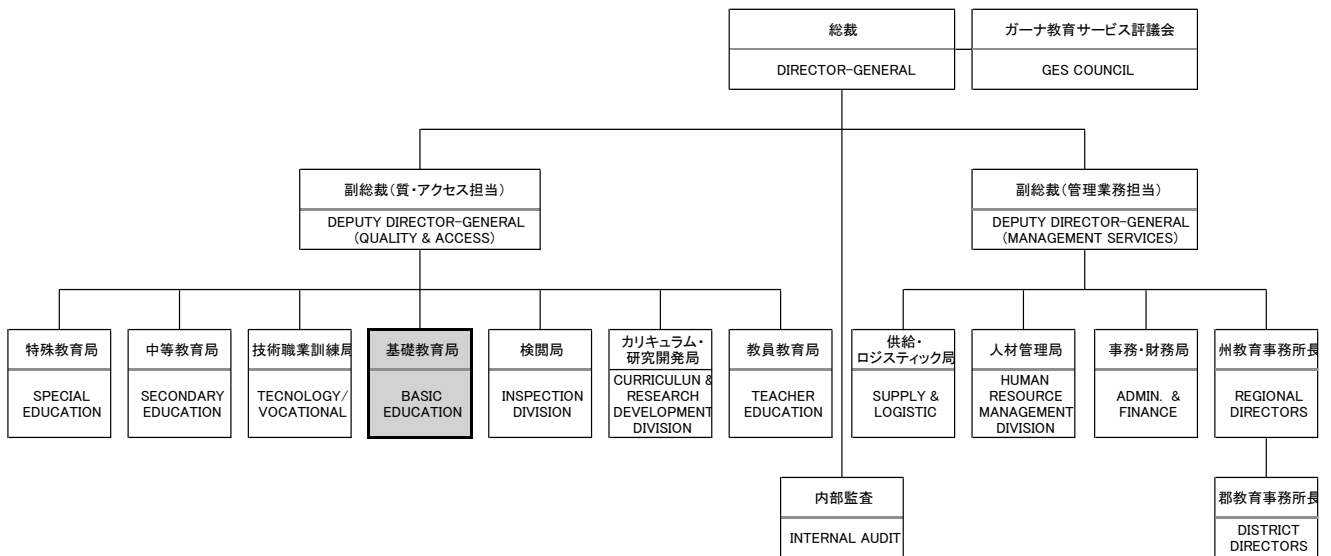 総裁
DIRECTOR-GENERAL
ガーナ教育サービス評議会
GES COUNCIL
副総裁(質・アクセス担当)
DEPUTY DIRECTOR-GENERAL
(QUALITY & ACCESS)
副総裁(管理業務担当)
DEPUTY DIRECTOR-GENERAL
(MANAGEMENT SERVICES)
特殊教育局
SPECIAL
EDUCATION
中等教育局
SECONDARY
EDUCATION
技術職業訓練局
TECNOLOGY/
VOCATIONAL
基礎教育局
BASIC
EDUCATION
検閲局
INSPECTION
DIVISION
カリキュラム・
研究開発局
CURRICULUN &
RESEARCH
DEVELOPMENT
DIVISION
教員教育局
TEACHER
EDUCATION
供給・
ロジスティック局
SUPPLY &
LOGISTIC
人材管理局
HUMAN
RESOURCE
MANAGEMENT
DIVISION
事務・財務局
ADMIN. &
FINANCE
州教育事務所長
REGIONAL
DIRECTORS
内部監査
INTERNAL AUDIT
郡教育事務所長
DISTRICT
DIRECTORS